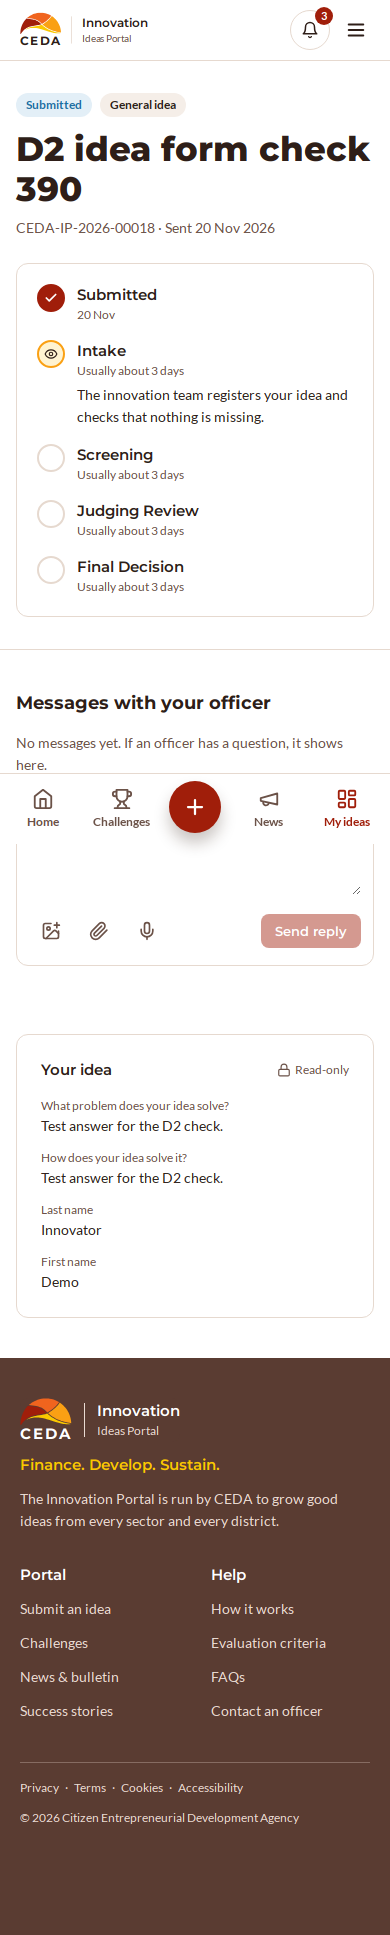 CEDA
Innovation
Ideas Portal
3
Submitted
General idea
D2 idea form check
390
CEDA-IP-2026-00018 · Sent 20 Nov 2026
Submitted
20 Nov
Intake
Usually about 3 days
The innovation team registers your idea and
checks that nothing is missing.
Screening
Usually about 3 days
Judging Review
Usually about 3 days
Final Decision
Usually about 3 days
Messages with your officer
No messages yet. If an officer has a question, it shows
here.
Home
Challenges
News
My ideas
Send reply
Your idea
Read-only
What problem does your idea solve?
Test answer for the D2 check.
How does your idea solve it?
Test answer for the D2 check.
Last name
Innovator
First name
Demo
CEDA
Innovation
Ideas Portal
Finance. Develop. Sustain.
The Innovation Portal is run by CEDA to grow good
ideas from every sector and every district.
Portal
Submit an idea
Challenges
News & bulletin
Success stories
Help
How it works
Evaluation criteria
FAQs
Contact an officer
Privacy · Terms · Cookies · Accessibility
© 2026 Citizen Entrepreneurial Development Agency